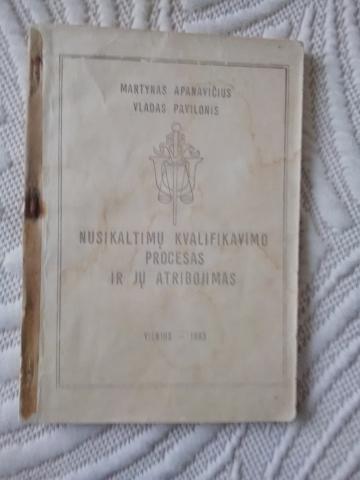 MARTYNAS APANAVIČIUS
VLADAS PAVILONIS
NUSIKALTIMŲ KVALIFIKAVIMO
PROCESAS
IR JŲ ATRIBOJIMAS
VILNIUS –